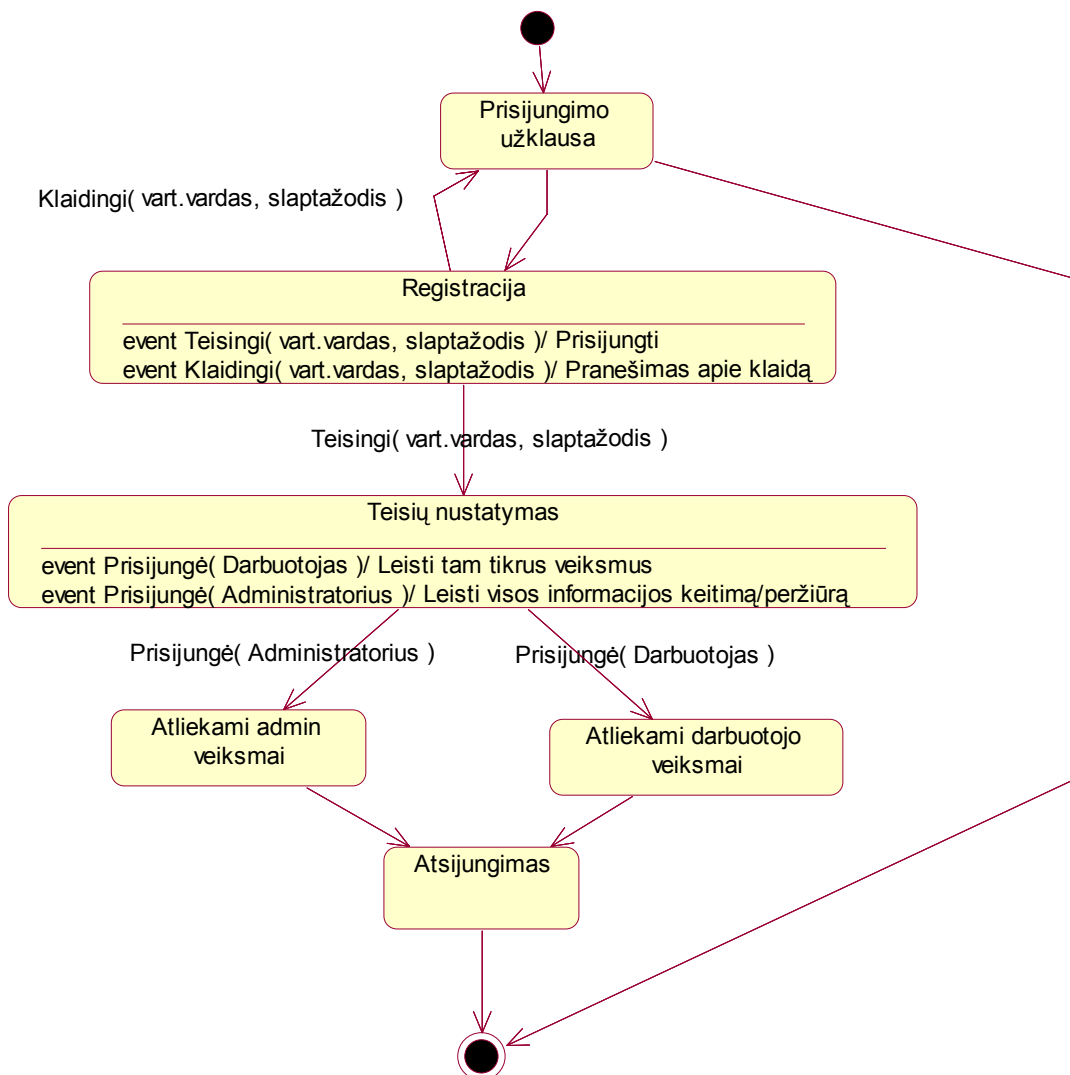 Prisijungimo
užklausa
Klaidingi( vart.vardas, slaptažodis )
Registracija
event Teisingi( vart.vardas, slaptažodis )/ Prisijungti
event Klaidingi( vart.vardas, slaptažodis )/ Pranešimas apie klaidą
Teisingi( vart.vardas, slaptažodis )
Teisių nustatymas
event Prisijungė( Darbuotojas )/ Leisti tam tikrus veiksmus
event Prisijungė( Administratorius )/ Leisti visos informacijos keitimą/peržiūrą
Prisijungė( Administratorius )
Prisijungė( Darbuotojas )
Atliekami admin
veiksmai
Atliekami darbuotojo
veiksmai
Atsijungimas